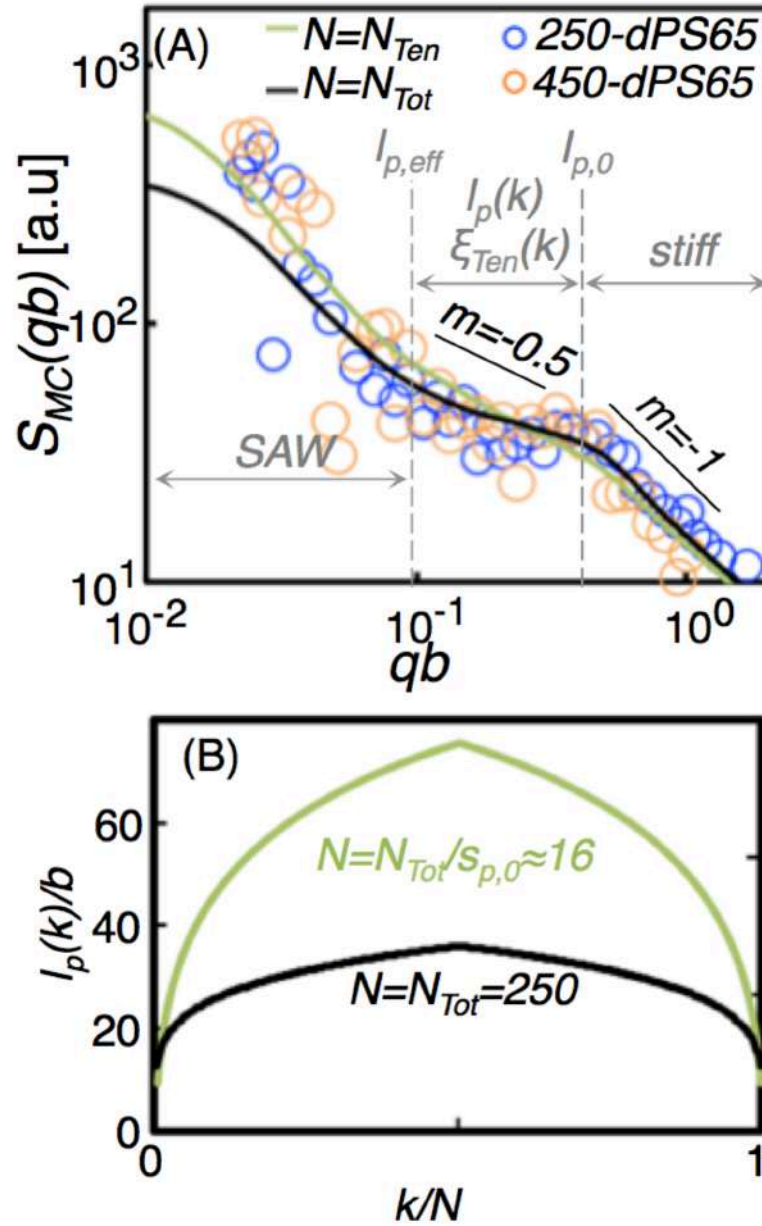 (A) N=N_Ten 250-dPS65
N=N_Tot 450-dPS65
10³
l_p,eff l_p,0
l_p(k)
ξ_Ten(k) stiff
m=-0.5
10²
m=-1
SAW
10¹
10⁻² 10⁻¹ 10⁰
qb
S_MC(qb) [a.u]
(B)
60
N=N_Tot/s_p,0≈16
40
N=N_Tot=250
20
0
0 1
k/N
l_p(k)/b